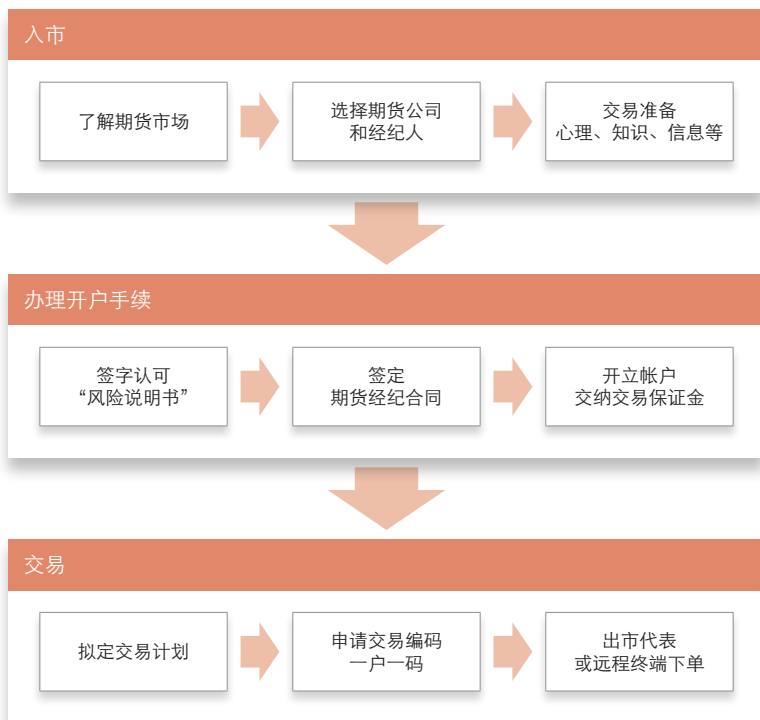 入市
了解期货市场
选择期货公司
和经纪人
交易准备
心理、知识、信息等
办理开户手续
签字认可
“风险说明书”
签定
期货经纪合同
开立帐户
交纳交易保证金
交易
拟定交易计划
申请交易编码
一户一码
出市代表
或远程终端下单